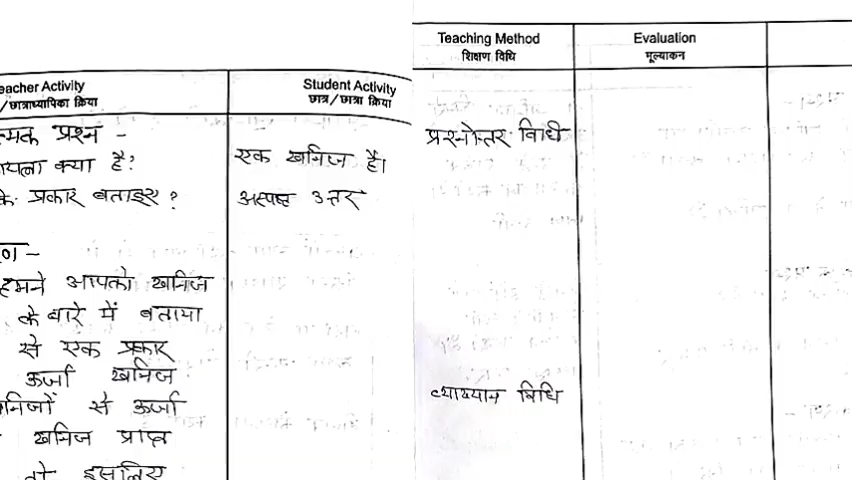 Teaching Method
शिक्षण विधि
Evaluation
मूल्याकन
eacher Activity
/छात्राध्यापिका क्रिया
Student Activity
छात्र/छात्रा क्रिया
त्मक प्रश्न -
यला क्या है?
के प्रकार बताइए ?
एक खनिज है।
अस्पष्ट उत्तर
प्रश्नोत्तर विधी
हमने आपको खनिज
के बारे में बताया
से एक प्रकार
ऊर्जा खनिज
निजों से ऊर्जा
खनिज प्राप्त
तो इसलिए
व्याख्यान विधि